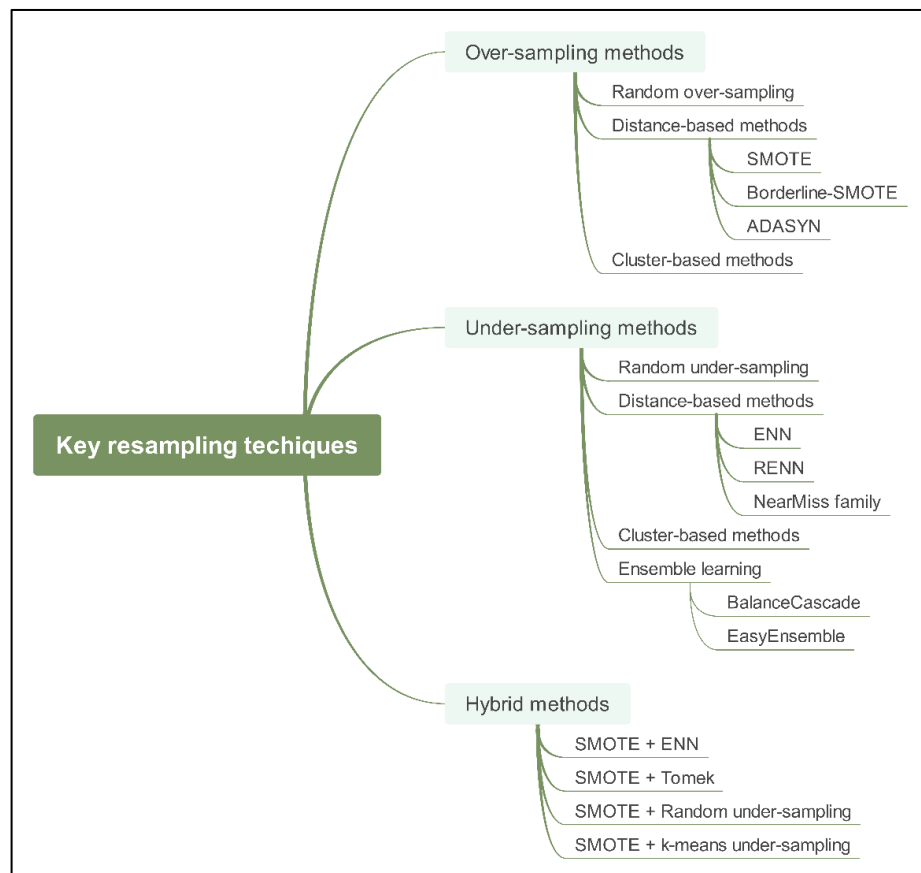 Over-sampling methods
Random over-sampling
Distance-based methods
SMOTE
Borderline-SMOTE
ADASYN
Cluster-based methods
Under-sampling methods
Random under-sampling
Distance-based methods
Key resampling techiques
ENN
RENN
NearMiss family
Cluster-based methods
Ensemble learning
BalanceCascade
EasyEnsemble
Hybrid methods
SMOTE + ENN
SMOTE + Tomek
SMOTE + Random under-sampling
SMOTE + k-means under-sampling